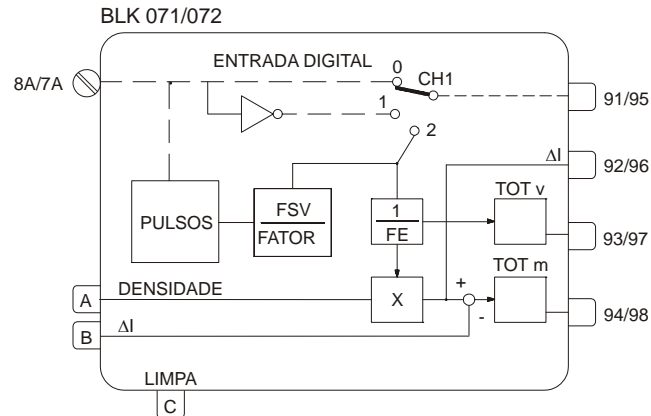 BLK 071/072
ENTRADA DIGITAL
0
CH1
8A/7A
91/95
1
2
ΔI
92/96
TOT v
PULSOS
FSV
FATOR
1
FE
93/97
TOT m
A
DENSIDADE
X
+
-
94/98
B
ΔI
LIMPA
C